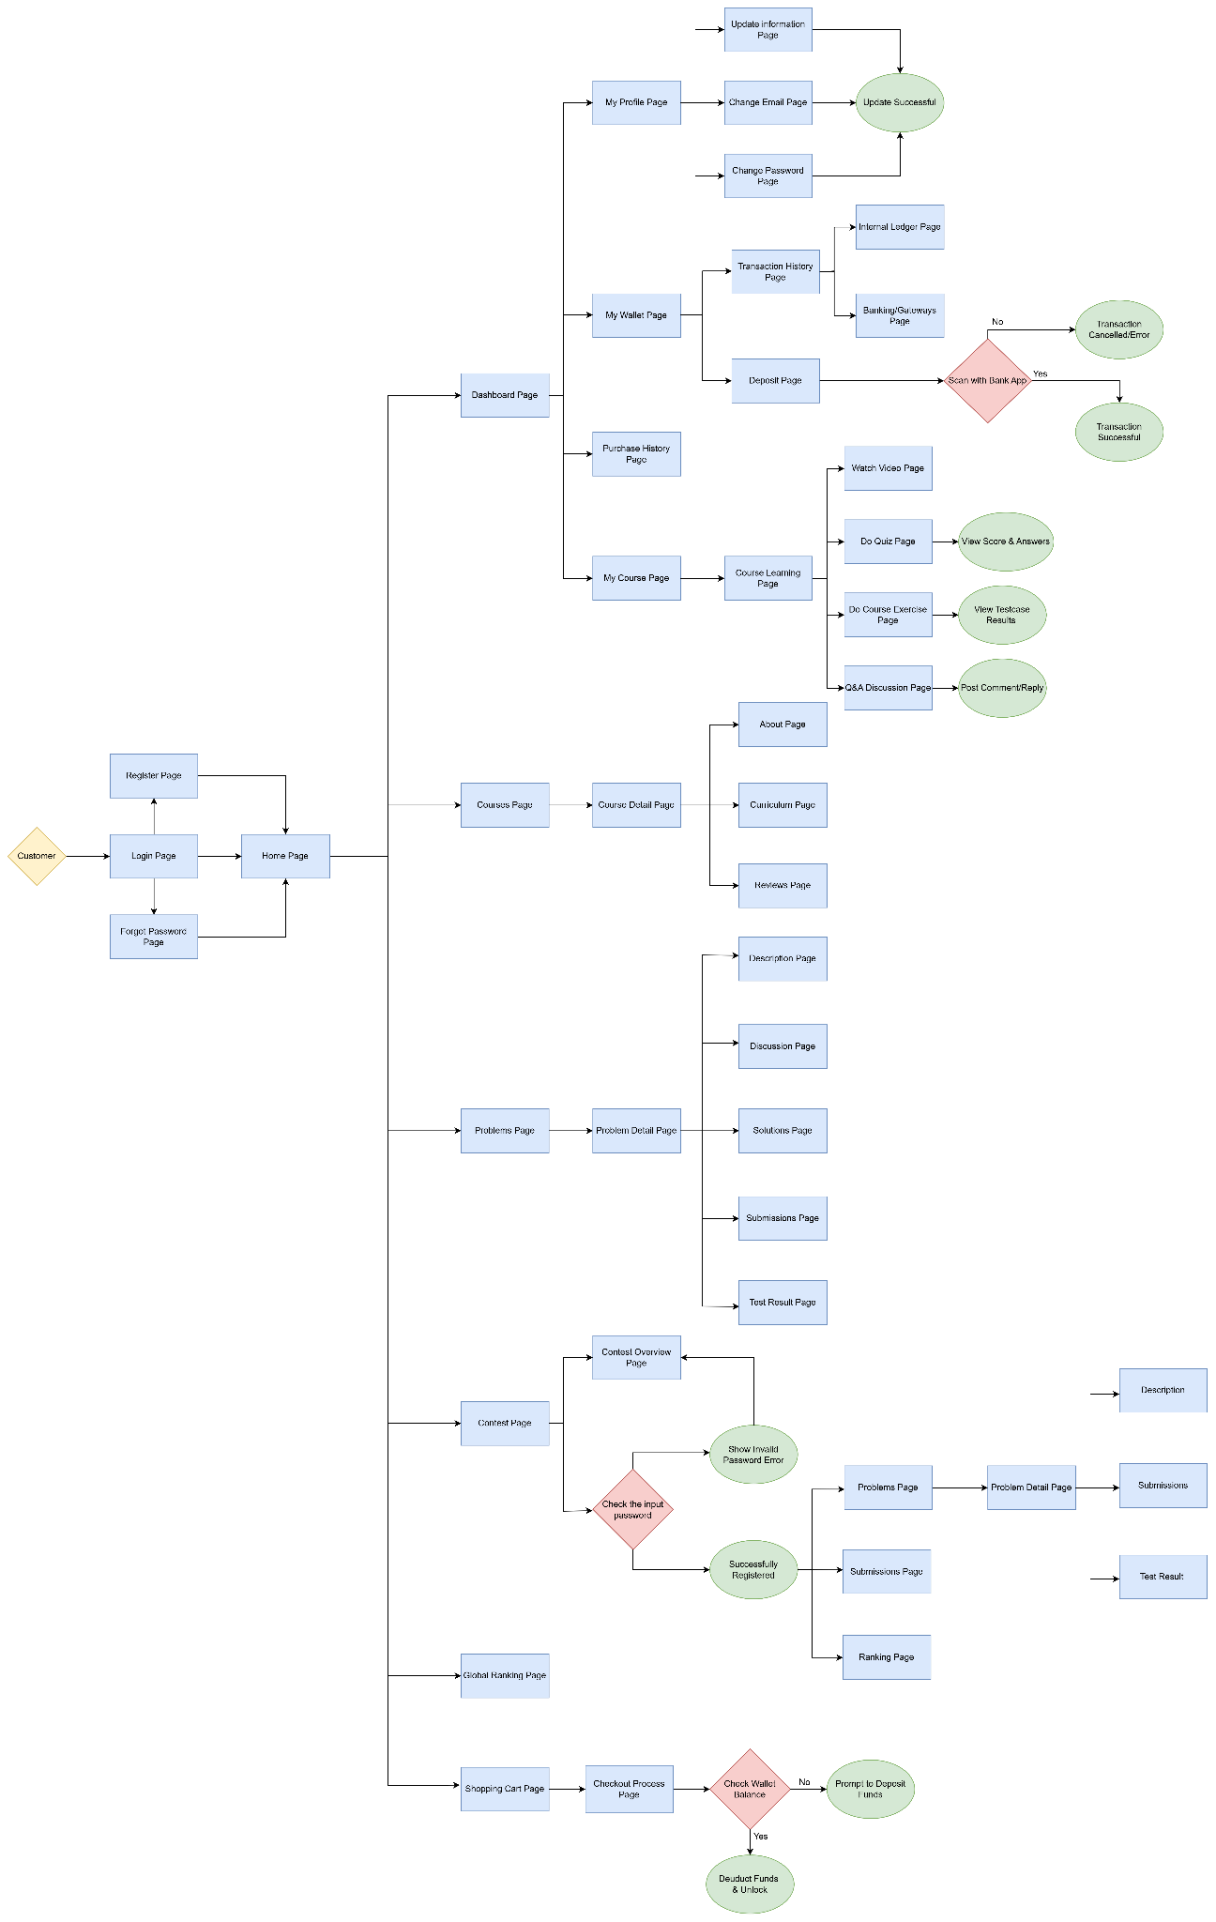 Update information
Page
My Profile Page
Change Email Page
Update Successful
Change Password
Page
Internal Ledger Page
Transaction History
Page
My Wallet Page
Banking/Gateways
Page
No
Transaction
Cancelled/Error
Deposit Page
Scan with Bank App
Yes
Dashboard Page
Transaction
Successful
Purchase History
Page
Watch Video Page
Do Quiz Page
View Score & Answers
My Course Page
Course Learning
Page
Do Course Exercise
Page
View Testcase
Results
Q&A Discussion Page
Post Comment/Reply
About Page
Register Page
Courses Page
Course Detail Page
Curriculum Page
Customer
Login Page
Home Page
Reviews Page
Forgot Password
Page
Description Page
Discussion Page
Problems Page
Problem Detail Page
Solutions Page
Submissions Page
Test Result Page
Contest Overview
Page
Description
Contest Page
Show Invalid
Password Error
Check the input
password
Problems Page
Problem Detail Page
Submissions
Successfully
Registered
Submissions Page
Test Result
Ranking Page
Global Ranking Page
Shopping Cart Page
Checkout Process
Page
Check Wallet
Balance
No
Prompt to Deposit
Funds
Yes
Deuduct Funds
& Unlock